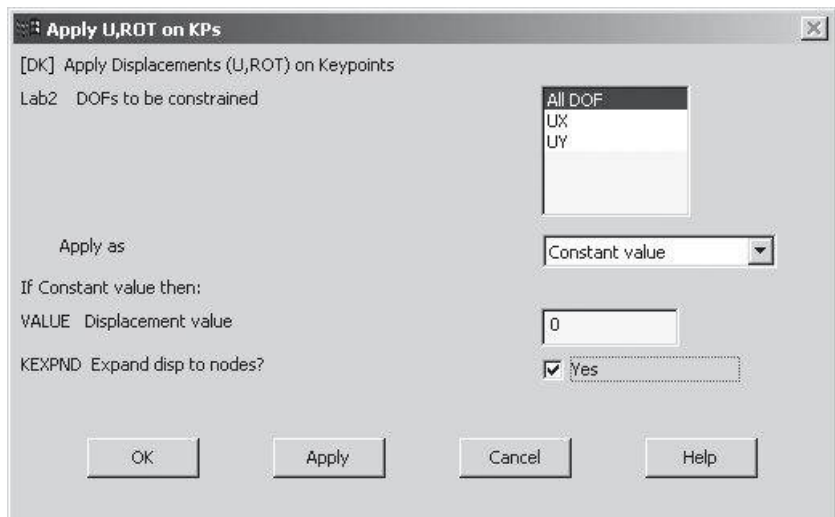 Apply U,ROT on KPs
[DK] Apply Displacements (U,ROT) on Keypoints
Lab2 DOFs to be constrained
All DOF
UX
UY
Apply as
Constant value
If Constant value then:
VALUE Displacement value
0
KEXPND Expand disp to nodes?
Yes
OK Apply Cancel Help